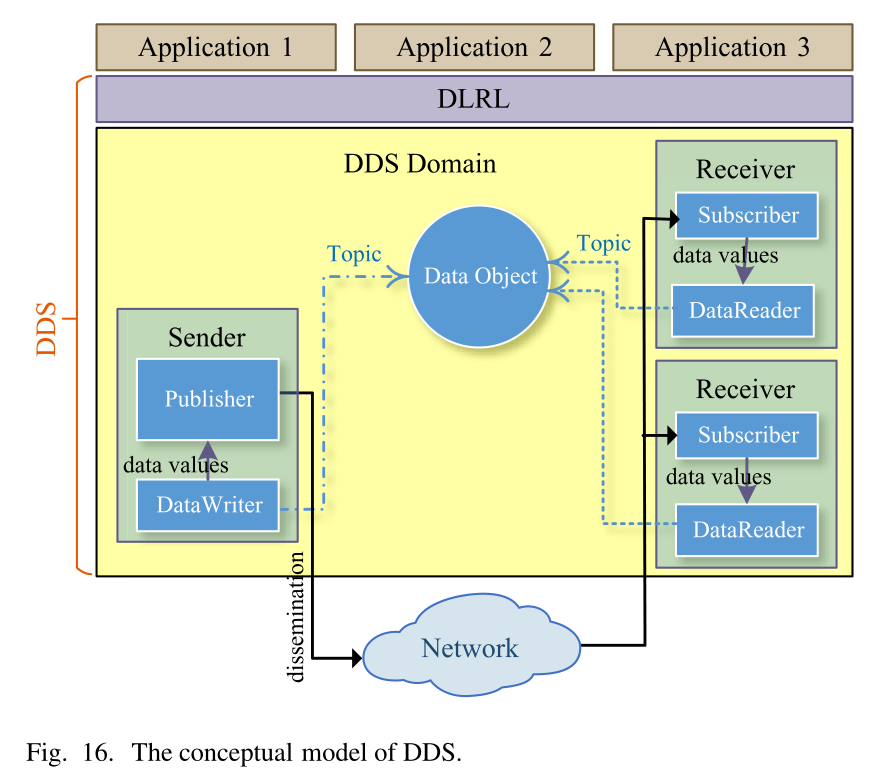 Application 1
Application 2
Application 3
DLRL
DDS
DDS Domain
Topic
Data Object
Topic
Sender
Publisher
data values
DataWriter
Receiver
Subscriber
data values
DataReader
Receiver
Subscriber
data values
DataReader
dissemination
Network
Fig. 16. The conceptual model of DDS.